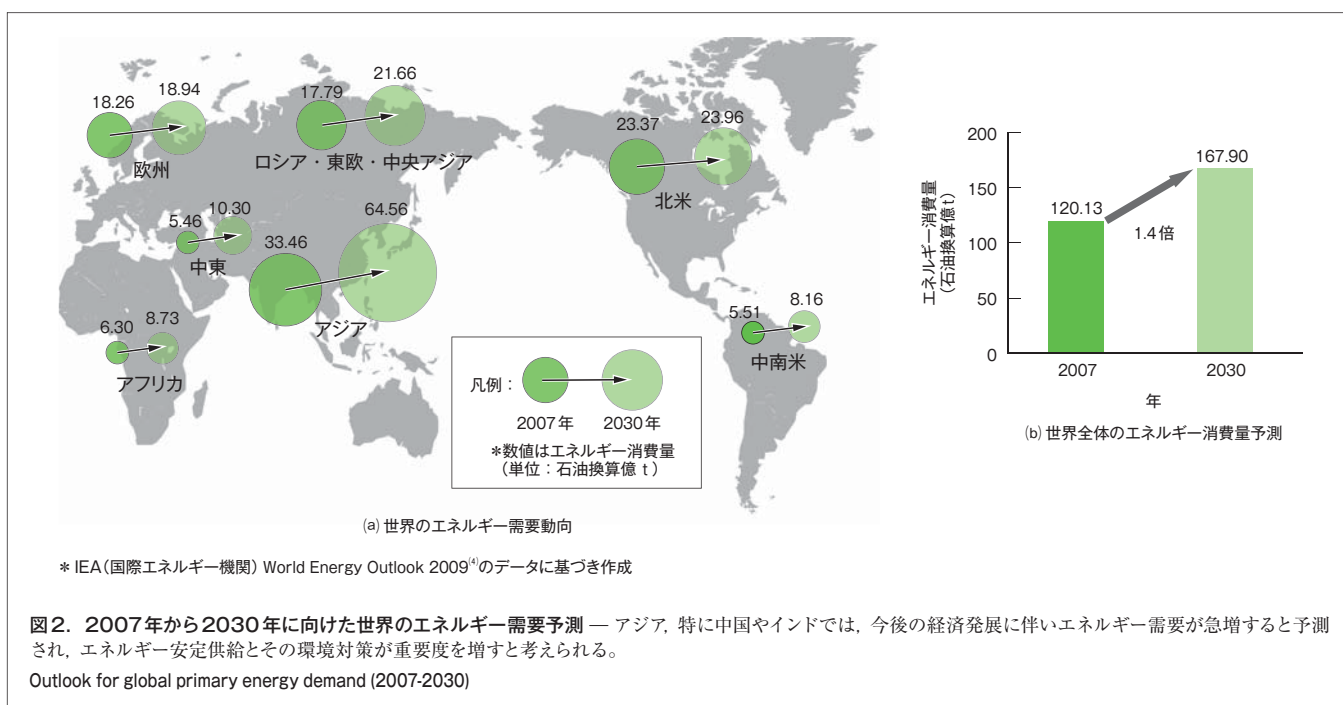 18.26
18.94
欧州
17.79
21.66
ロシア・東欧・中央アジア
5.46
10.30
中東
33.46
64.56
アジア
6.30
8.73
アフリカ
23.37
23.96
北米
5.51
8.16
中南米
凡例：
2007年
2030年
＊数値はエネルギー消費量
（単位：石油換算億 t ）
(a) 世界のエネルギー需要動向
エネルギー消費量
（石油換算億 t）
200
150
100
50
0
120.13
167.90
1.4倍
2007
2030
年
(b) 世界全体のエネルギー消費量予測
＊ IEA（国際エネルギー機関） World Energy Outlook 2009⁽⁴⁾のデータに基づき作成
図2．2007年から2030年に向けた世界のエネルギー需要予測 — アジア，特に中国やインドでは，今後の経済発展に伴いエネルギー需要が急増すると予測
され，エネルギー安定供給とその環境対策が重要度を増すと考えられる。
Outlook for global primary energy demand (2007-2030)